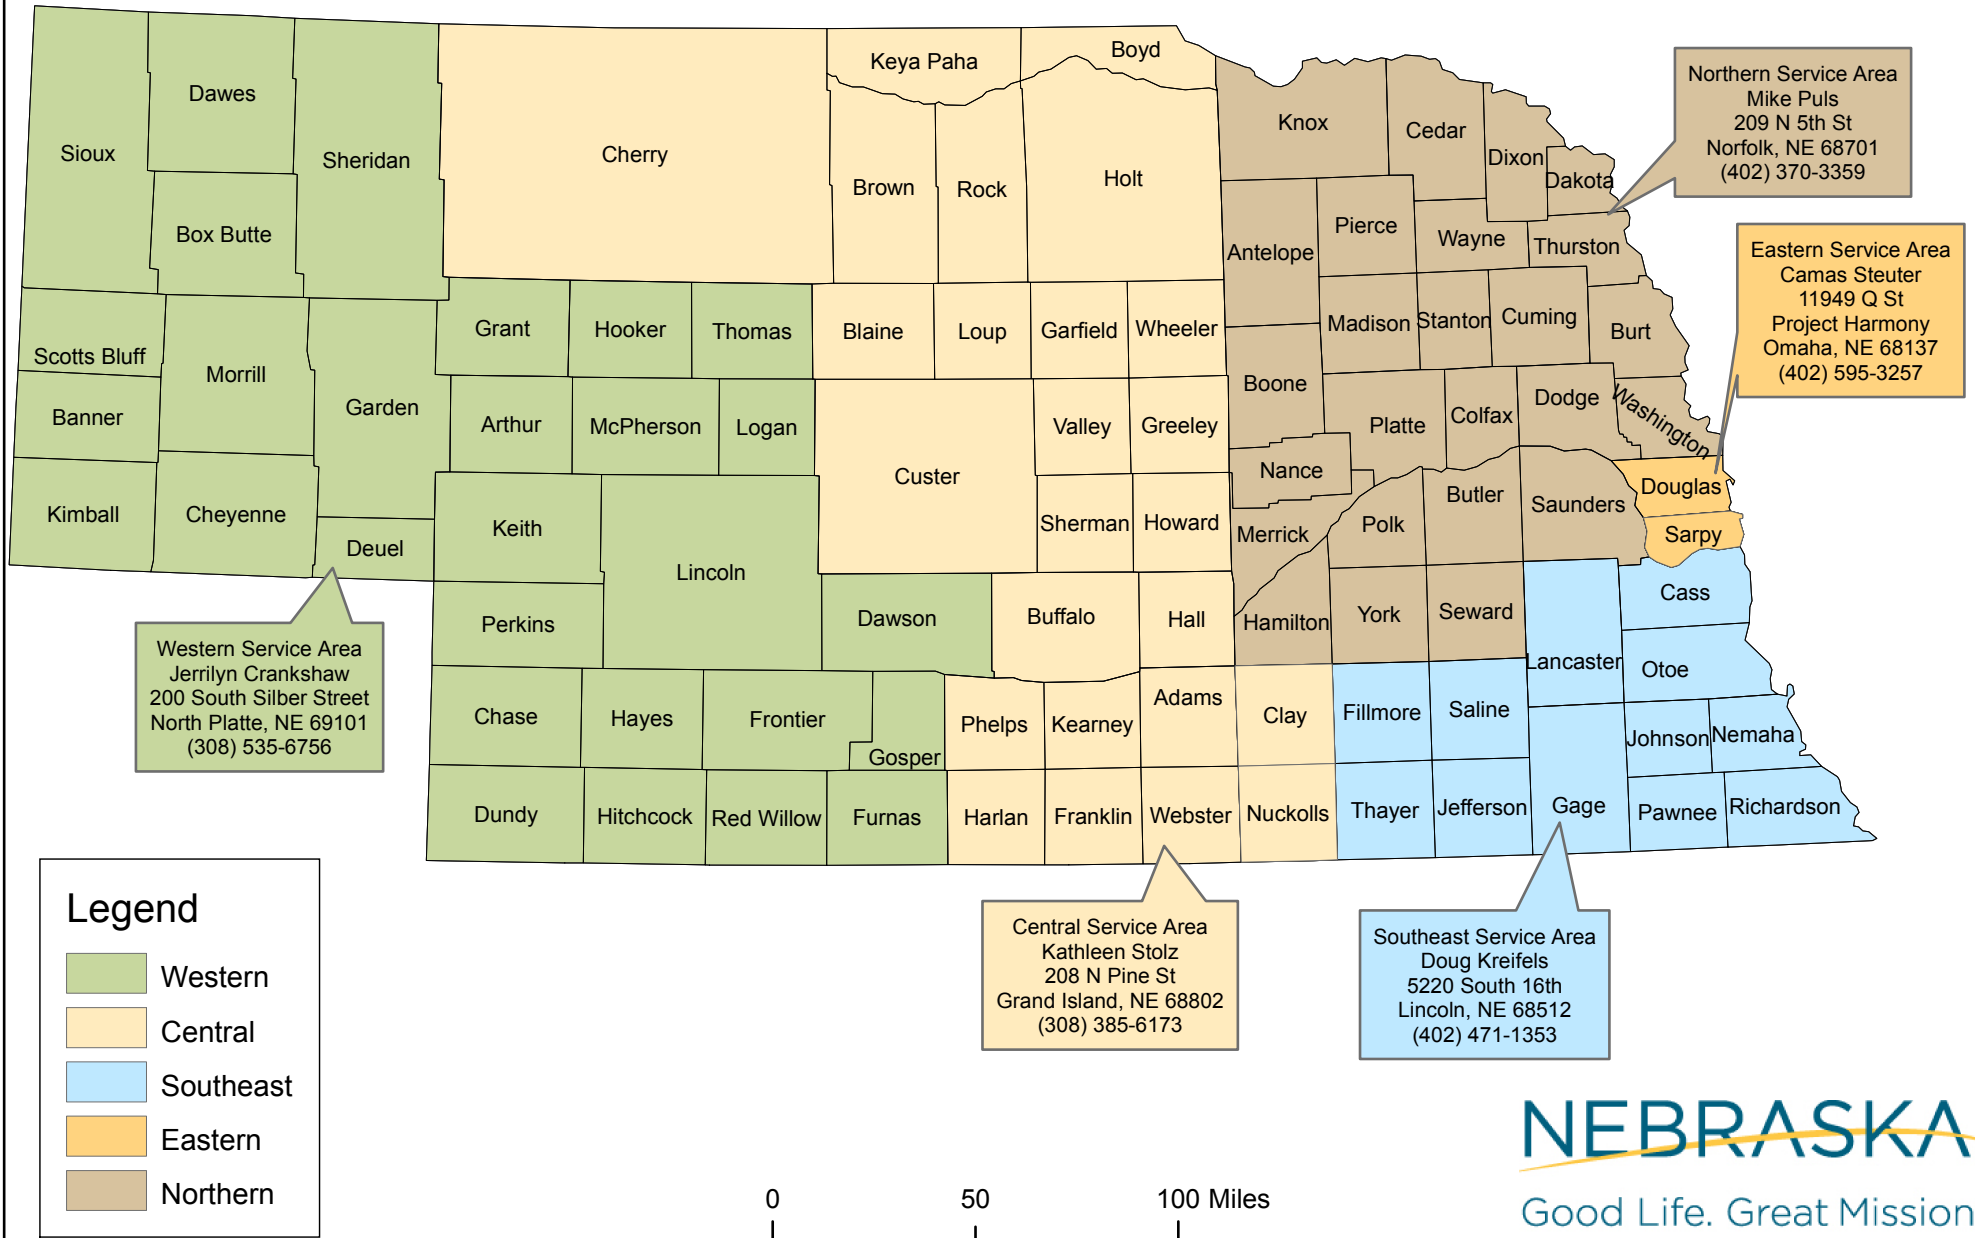 Boyd
Keya Paha
Dawes
Knox
Cedar
Sioux
Sheridan
Cherry
Dixon
Dakota
Brown
Rock
Holt
Box Butte
Pierce
Wayne
Thurston
Antelope
Grant
Hooker
Thomas
Blaine
Loup
Garfield
Wheeler
Madison
Stanton
Cuming
Burt
Scotts Bluff
Morrill
Boone
Garden
Banner
Arthur
McPherson
Logan
Valley
Greeley
Platte
Colfax
Dodge
Washington
Custer
Nance
Douglas
Kimball
Cheyenne
Keith
Sherman
Howard
Merrick
Polk
Butler
Saunders
Sarpy
Deuel
Lincoln
Cass
Perkins
Dawson
Buffalo
Hall
Hamilton
York
Seward
Lancaster
Otoe
Chase
Hayes
Frontier
Gosper
Phelps
Kearney
Adams
Clay
Fillmore
Saline
Johnson
Nemaha
Dundy
Hitchcock
Red Willow
Furnas
Harlan
Franklin
Webster
Nuckolls
Thayer
Jefferson
Gage
Pawnee
Richardson
Northern Service Area
Mike Puls
209 N 5th St
Norfolk, NE 68701
(402) 370-3359
Eastern Service Area
Camas Steuter
11949 Q St
Project Harmony
Omaha, NE 68137
(402) 595-3257
Western Service Area
Jerrilyn Crankshaw
200 South Silber Street
North Platte, NE 69101
(308) 535-6756
Central Service Area
Kathleen Stolz
208 N Pine St
Grand Island, NE 68802
(308) 385-6173
Southeast Service Area
Doug Kreifels
5220 South 16th
Lincoln, NE 68512
(402) 471-1353
Legend
Western
Central
Southeast
Eastern
Northern
0 50 100 Miles
NEBRASKA
Good Life. Great Mission